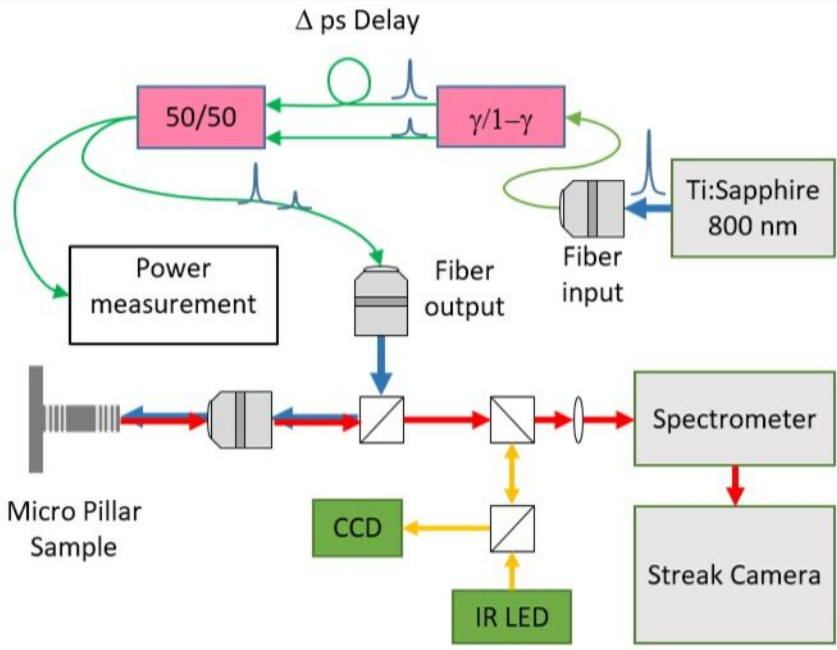 Δ ps Delay
50/50
γ/1−γ
Ti:Sapphire
800 nm
Power
measurement
Fiber
output
Fiber
input
Spectrometer
Micro Pillar
Sample
CCD
Streak Camera
IR LED